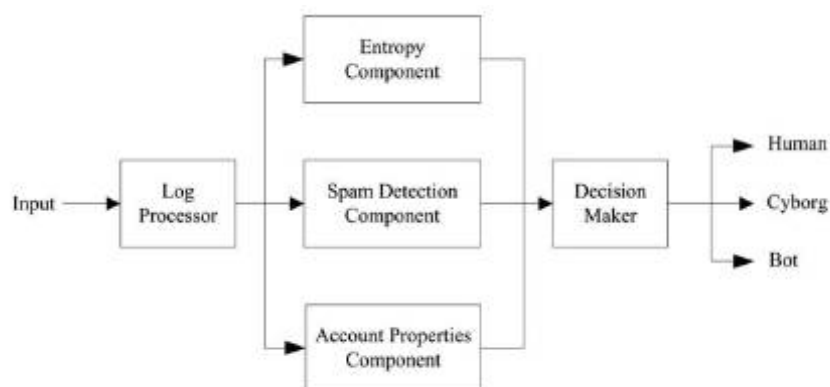 Entropy
Component
Human
Input
Log
Processor
Spam Detection
Component
Decision
Maker
Cyborg
Bot
Account Properties
Component